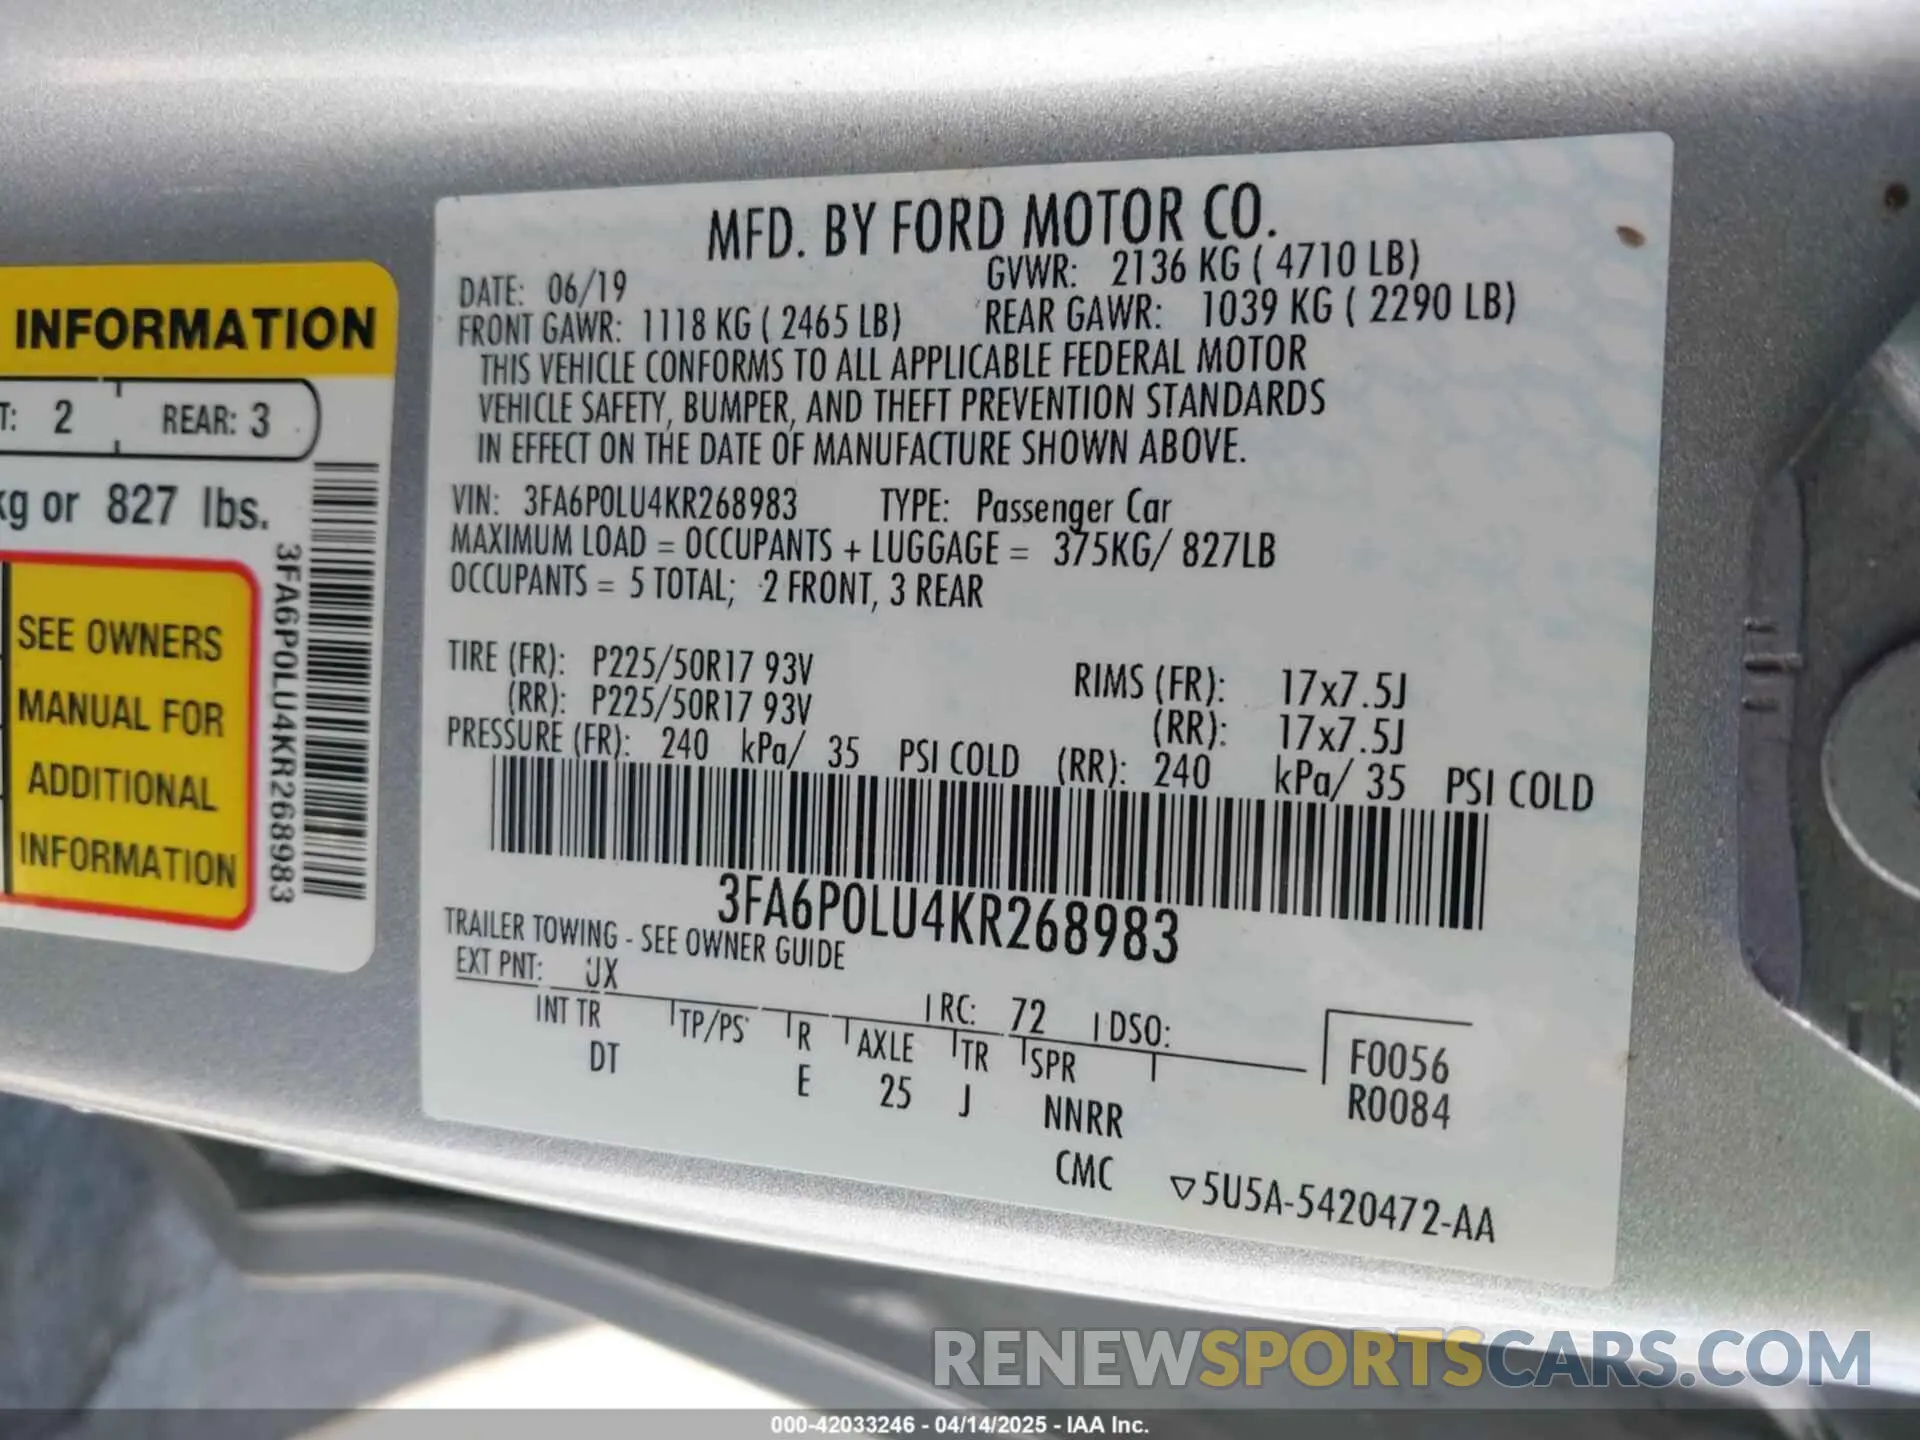 INFORMATION
T: 2 REAR: 3
kg or 827 lbs.
SEE OWNERS
MANUAL FOR
ADDITIONAL
INFORMATION
3FA6P0LU4KR268983
MFD. BY FORD MOTOR CO.
DATE: 06/19 GVWR: 2136 KG ( 4710 LB)
FRONT GAWR: 1118 KG ( 2465 LB) REAR GAWR: 1039 KG ( 2290 LB)
THIS VEHICLE CONFORMS TO ALL APPLICABLE FEDERAL MOTOR
VEHICLE SAFETY, BUMPER, AND THEFT PREVENTION STANDARDS
IN EFFECT ON THE DATE OF MANUFACTURE SHOWN ABOVE.
VIN: 3FA6P0LU4KR268983 TYPE: Passenger Car
MAXIMUM LOAD = OCCUPANTS + LUGGAGE = 375KG/ 827LB
OCCUPANTS = 5 TOTAL; 2 FRONT, 3 REAR
TIRE (FR): P225/50R17 93V RIMS (FR): 17x7.5J
(RR): P225/50R17 93V (RR): 17x7.5J
PRESSURE (FR): 240 kPa/ 35 PSI COLD (RR): 240 kPa/ 35 PSI COLD
3FA6P0LU4KR268983
TRAILER TOWING - SEE OWNER GUIDE
EXT PNT: UX RC: 72 DSO:
INT TR TP/PS R AXLE TR SPR F0056
DT E 25 J NNRR R0084
CMC 5U5A-5420472-AA
RENEWSPORTSCARS.COM
000-42033246 - 04/14/2025 - IAA Inc.